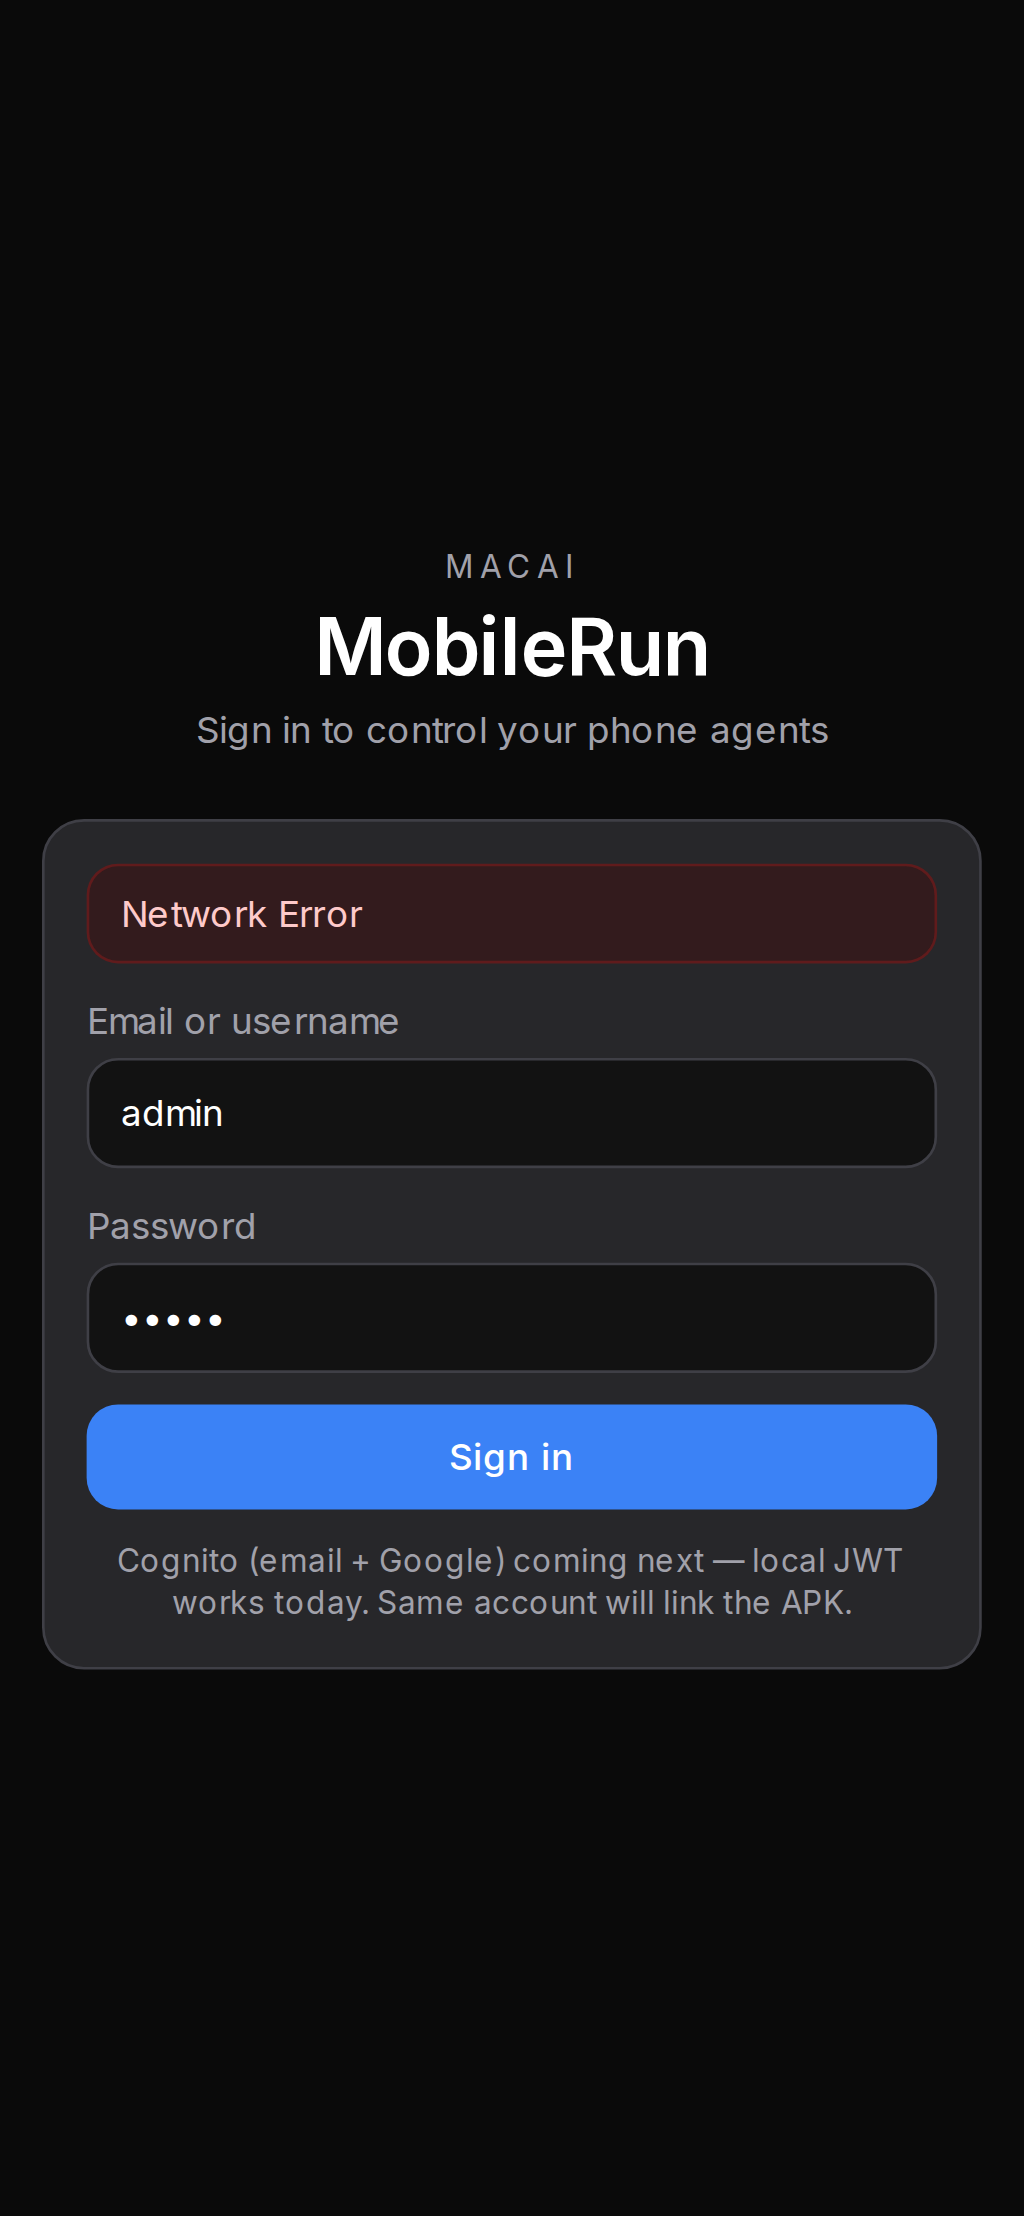 MACAI
MobileRun
Sign in to control your phone agents
Network Error
Email or username
admin
Password
•••••
Sign in
Cognito (email + Google) coming next — local JWT
works today. Same account will link the APK.